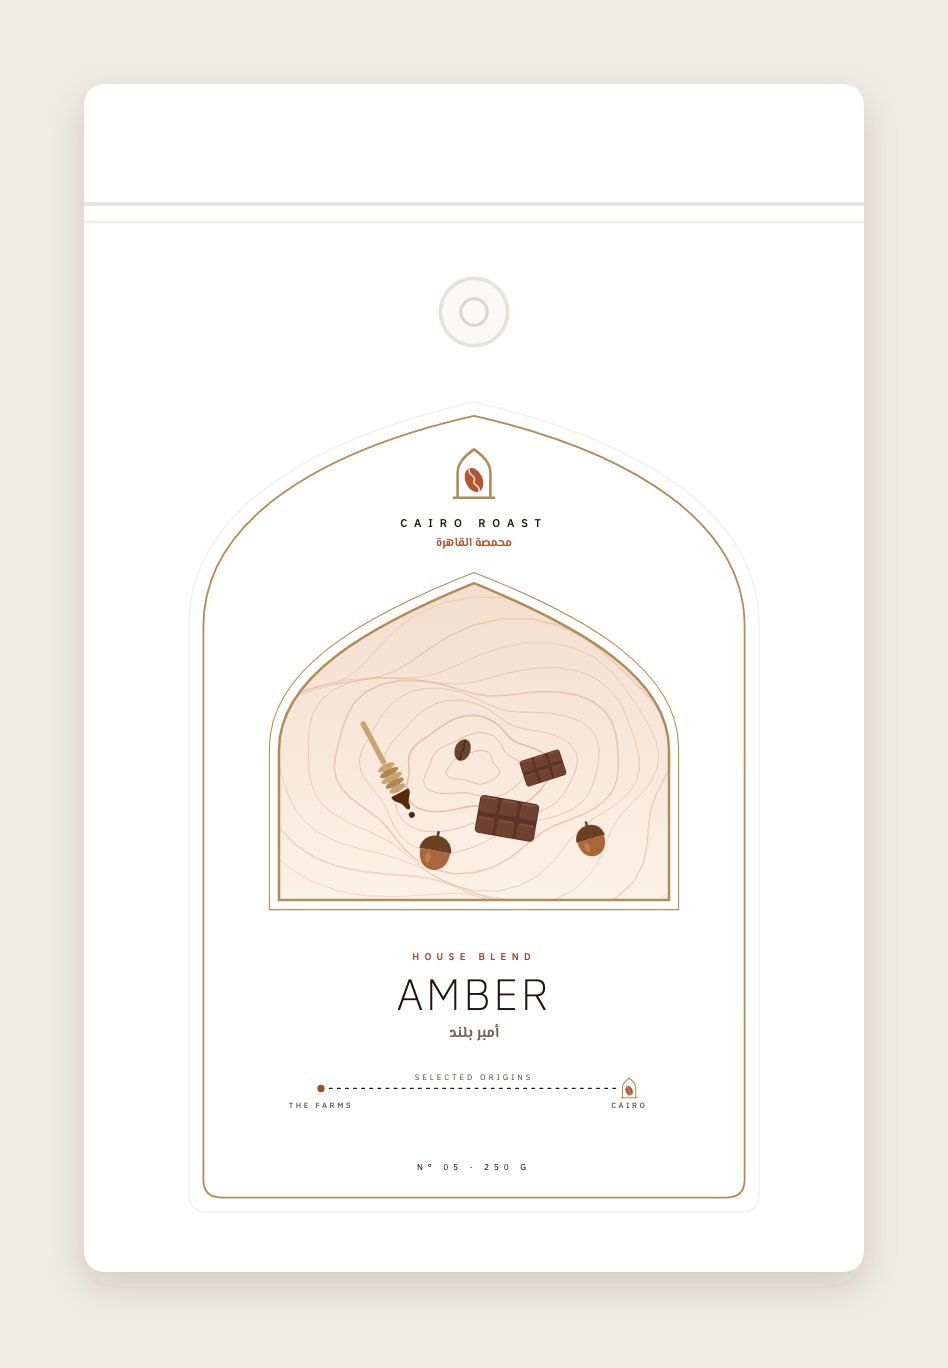 CAIRO ROAST
محمصة القاهرة
HOUSE BLEND
AMBER
أمبر بلند
SELECTED ORIGINS
THE FARMS
CAIRO
N° 05 · 250 G